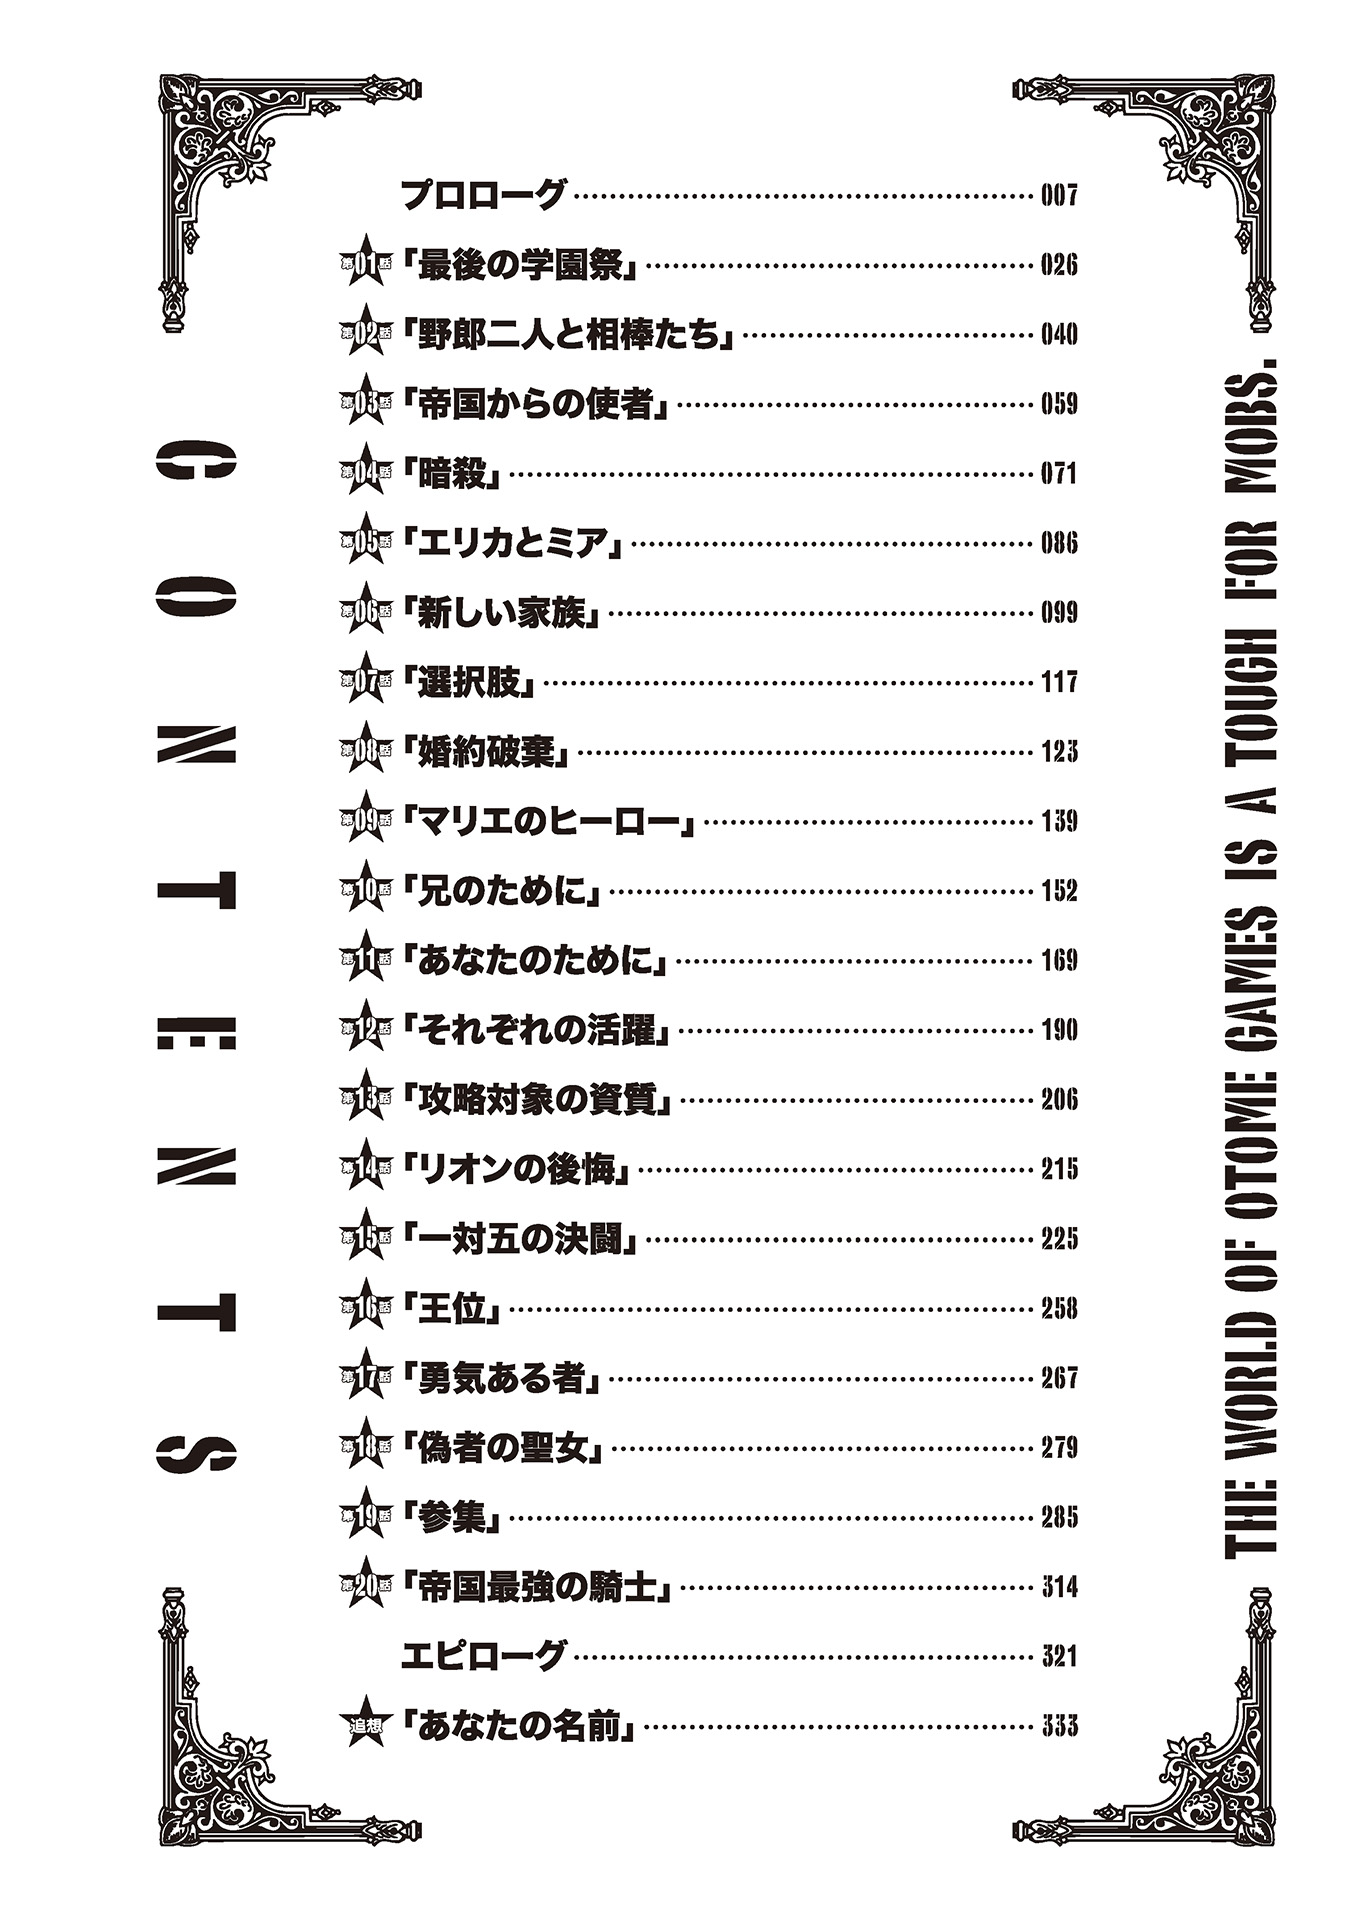 CONTENTS
プロローグ……………………………………007
第01話「最後の学園祭」……………………………………026
第02話「野郎二人と相棒たち」……………………………………040
第03話「帝国からの使者」……………………………………059
第04話「暗殺」……………………………………071
第05話「エリカとミア」……………………………………086
第06話「新しい家族」……………………………………099
第07話「選択肢」……………………………………117
第08話「婚約破棄」……………………………………123
第09話「マリエのヒーロー」……………………………………139
第10話「兄のために」……………………………………152
第11話「あなたのために」……………………………………169
第12話「それぞれの活躍」……………………………………190
第13話「攻略対象の資質」……………………………………206
第14話「リオンの後悔」……………………………………215
第15話「一対五の決闘」……………………………………225
第16話「王位」……………………………………258
第17話「勇気ある者」……………………………………267
第18話「偽者の聖女」……………………………………279
第19話「参集」……………………………………285
第20話「帝国最強の騎士」……………………………………314
エピローグ……………………………………321
追想「あなたの名前」……………………………………333
THE WORLD OF OTOME GAMES IS A TOUGH FOR MOBS.